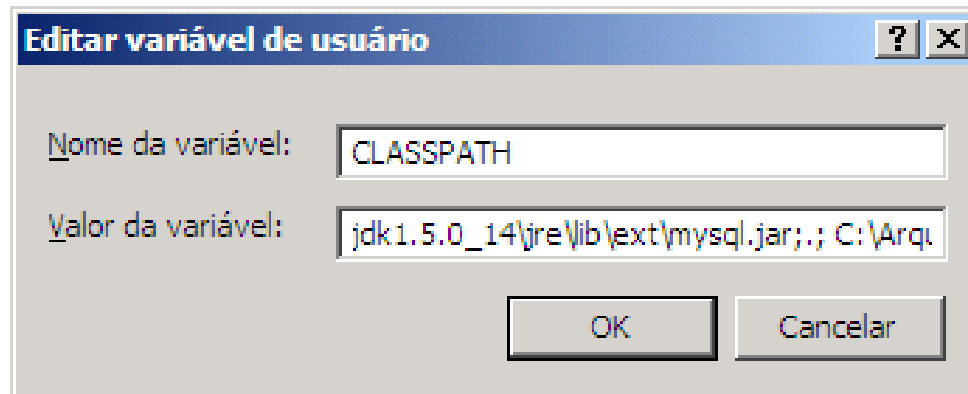 Editar variável de usuário
Nome da variável: CLASSPATH
Valor da variável: jdk1.5.0_14\jre\lib\ext\mysql.jar;.; C:\Arqu
OK Cancelar